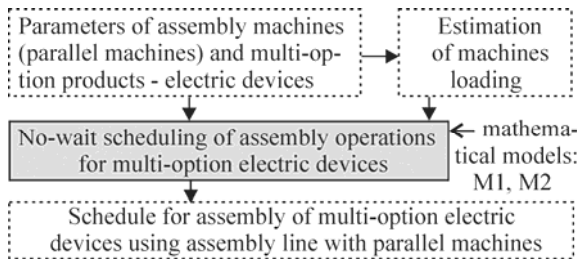 Parameters of assembly machines
(parallel machines) and multi-op-
tion products - electric devices
Estimation
of machines
loading
No-wait scheduling of assembly operations
for multi-option electric devices
mathema-
tical models:
M1, M2
Schedule for assembly of multi-option electric
devices using assembly line with parallel machines